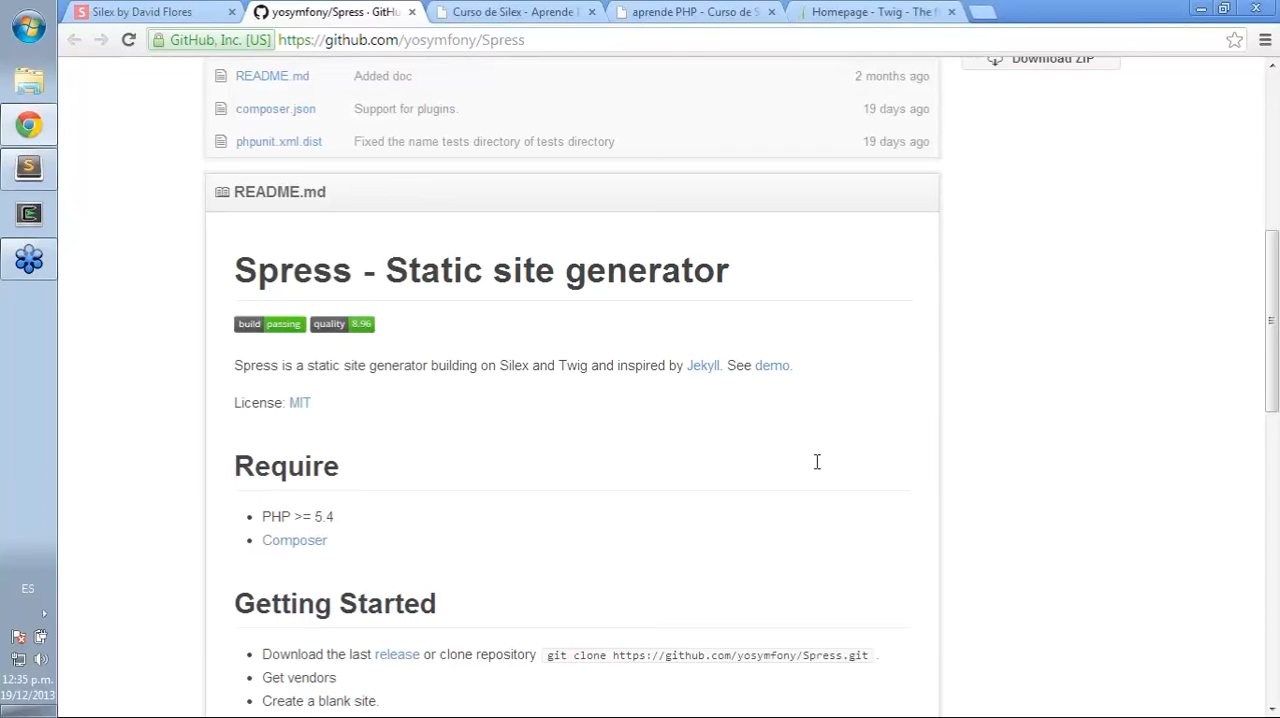 Silex by David Flores
yosymfony/Spress · GitHu
Curso de Silex - Aprende
aprende PHP - Curso de S
Homepage - Twig - The f
GitHub, Inc. [US]
https://github.com/yosymfony/Spress
Download ZIP
README.md Added doc 2 months ago
composer.json Support for plugins. 19 days ago
phpunit.xml.dist Fixed the name tests directory of tests directory 19 days ago
README.md
Spress - Static site generator
build passing quality 8.96
Spress is a static site generator building on Silex and Twig and inspired by Jekyll. See demo.
License: MIT
Require
PHP >= 5.4
Composer
Getting Started
Download the last release or clone repository git clone https://github.com/yosymfony/Spress.git .
Get vendors
Create a blank site.
ES
12:35 p.m.
19/12/2013